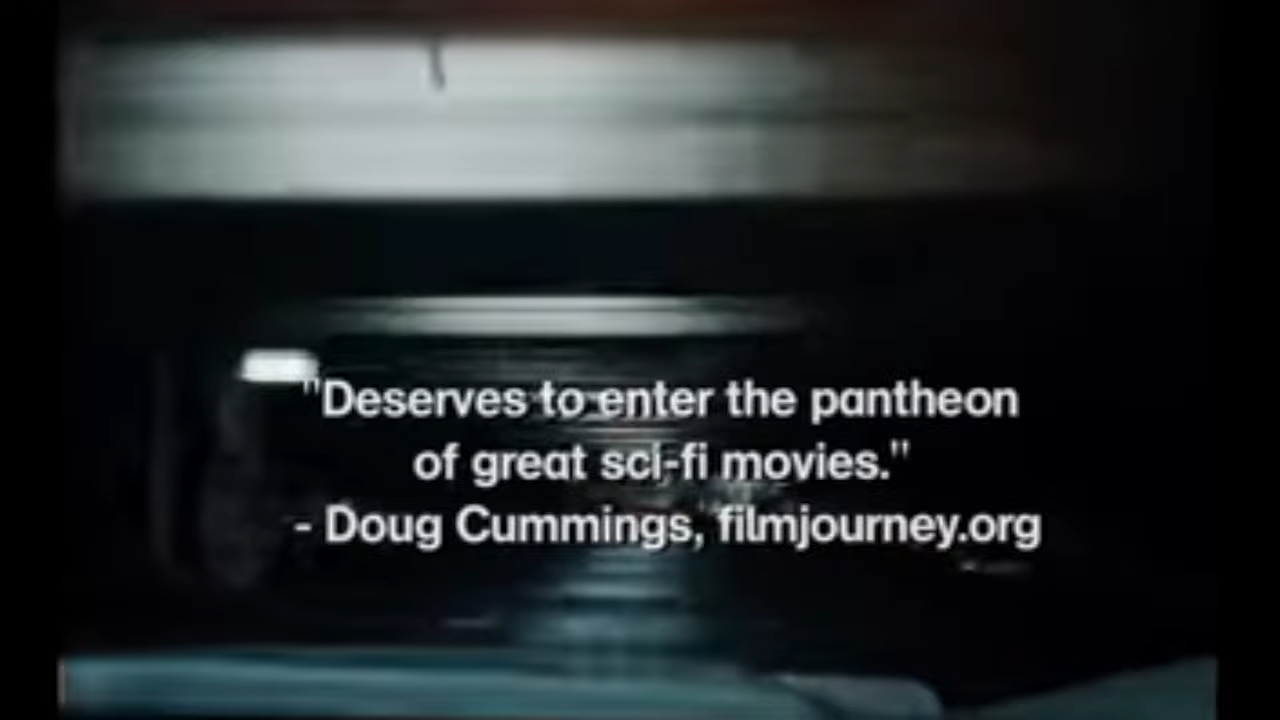 "Deserves to enter the pantheon
of great sci-fi movies."
- Doug Cummings, filmjourney.org